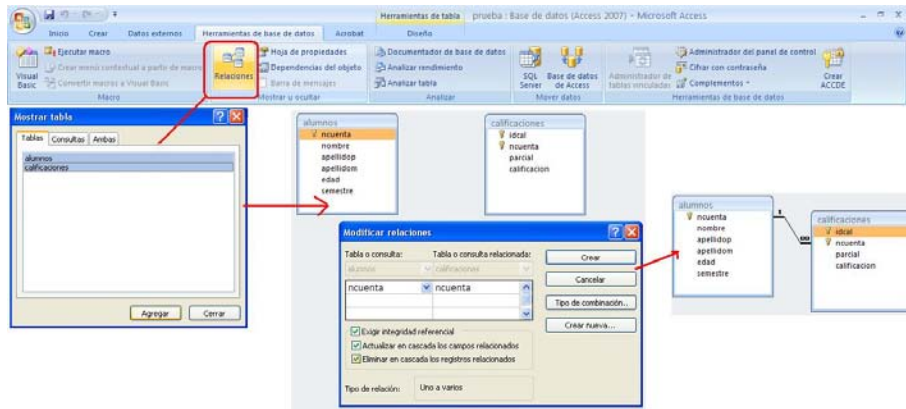 Herramientas de tabla
prueba : Base de datos (Access 2007) - Microsoft Access
Inicio
Crear
Datos externos
Herramientas de base de datos
Acrobat
Diseño
Visual Basic
Ejecutar macro
Crear menú contextual a partir de macro
Convertir macros a Visual Basic
Macro
Relaciones
Hoja de propiedades
Dependencias del objeto
Barra de mensajes
Mostrar u ocultar
Documentador de base de datos
Analizar rendimiento
Analizar tabla
Analizar
SQL Server
Base de datos de Access
Mover datos
Administrador de tablas vinculadas
Administrador del panel de control
Cifrar con contraseña
Complementos
Crear ACCDE
Herramientas de base de datos
Mostrar tabla
Tablas
Consultas
Ambas
alumnos
calificaciones
Agregar
Cerrar
alumnos
ncuenta
nombre
apellidop
apellidom
edad
semestre
calificaciones
idcal
ncuenta
parcial
calificacion
Modificar relaciones
Tabla o consulta:
Tabla o consulta relacionada:
alumnos
calificaciones
ncuenta
ncuenta
Exigir integridad referencial
Actualizar en cascada los campos relacionados
Eliminar en cascada los registros relacionados
Tipo de relación:
Uno a varios
Crear
Cancelar
Tipo de combinación..
Crear nueva...
alumnos
ncuenta
nombre
apellidop
apellidom
edad
semestre
1
∞
calificaciones
idcal
ncuenta
parcial
calificacion